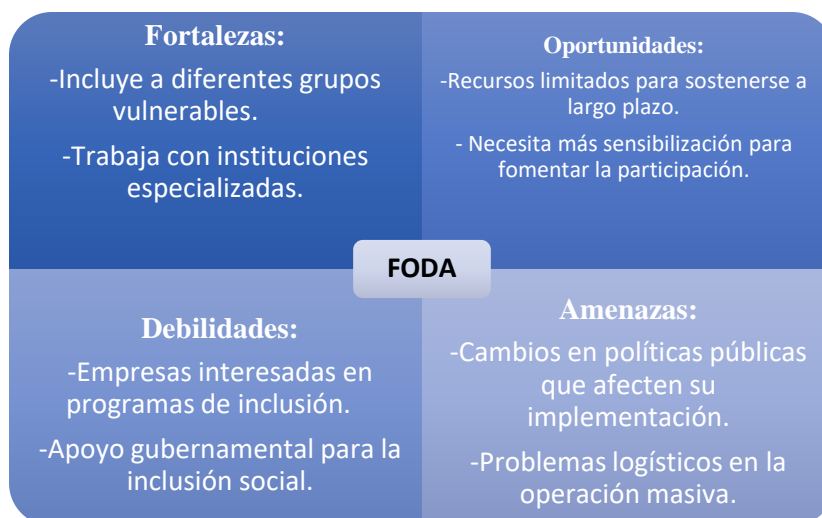 Fortalezas:
-Incluye a diferentes grupos
vulnerables.
-Trabaja con instituciones
especializadas.
Oportunidades:
-Recursos limitados para sostenerse a
largo plazo.
- Necesita más sensibilización para
fomentar la participación.
FODA
Debilidades:
-Empresas interesadas en
programas de inclusión.
-Apoyo gubernamental para la
inclusión social.
Amenazas:
-Cambios en políticas públicas
que afecten su
implementación.
-Problemas logísticos en la
operación masiva.